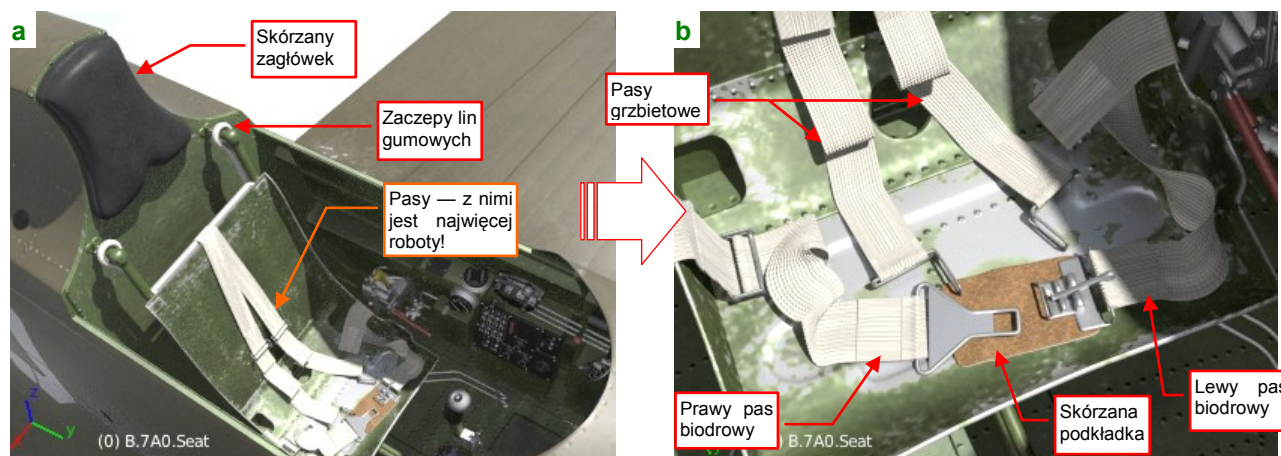 a
Skórzany
zagłówek
Zaczepy lin
gumowych
Pasy — z nimi
jest najwięcej
roboty!
z
y
(0) B.7A0.Seat
b
Pasy
grzbietowe
Prawy pas
biodrowy
Skórzana
podkładka
Lewy pas
biodrowy
) B.7A0.Seat